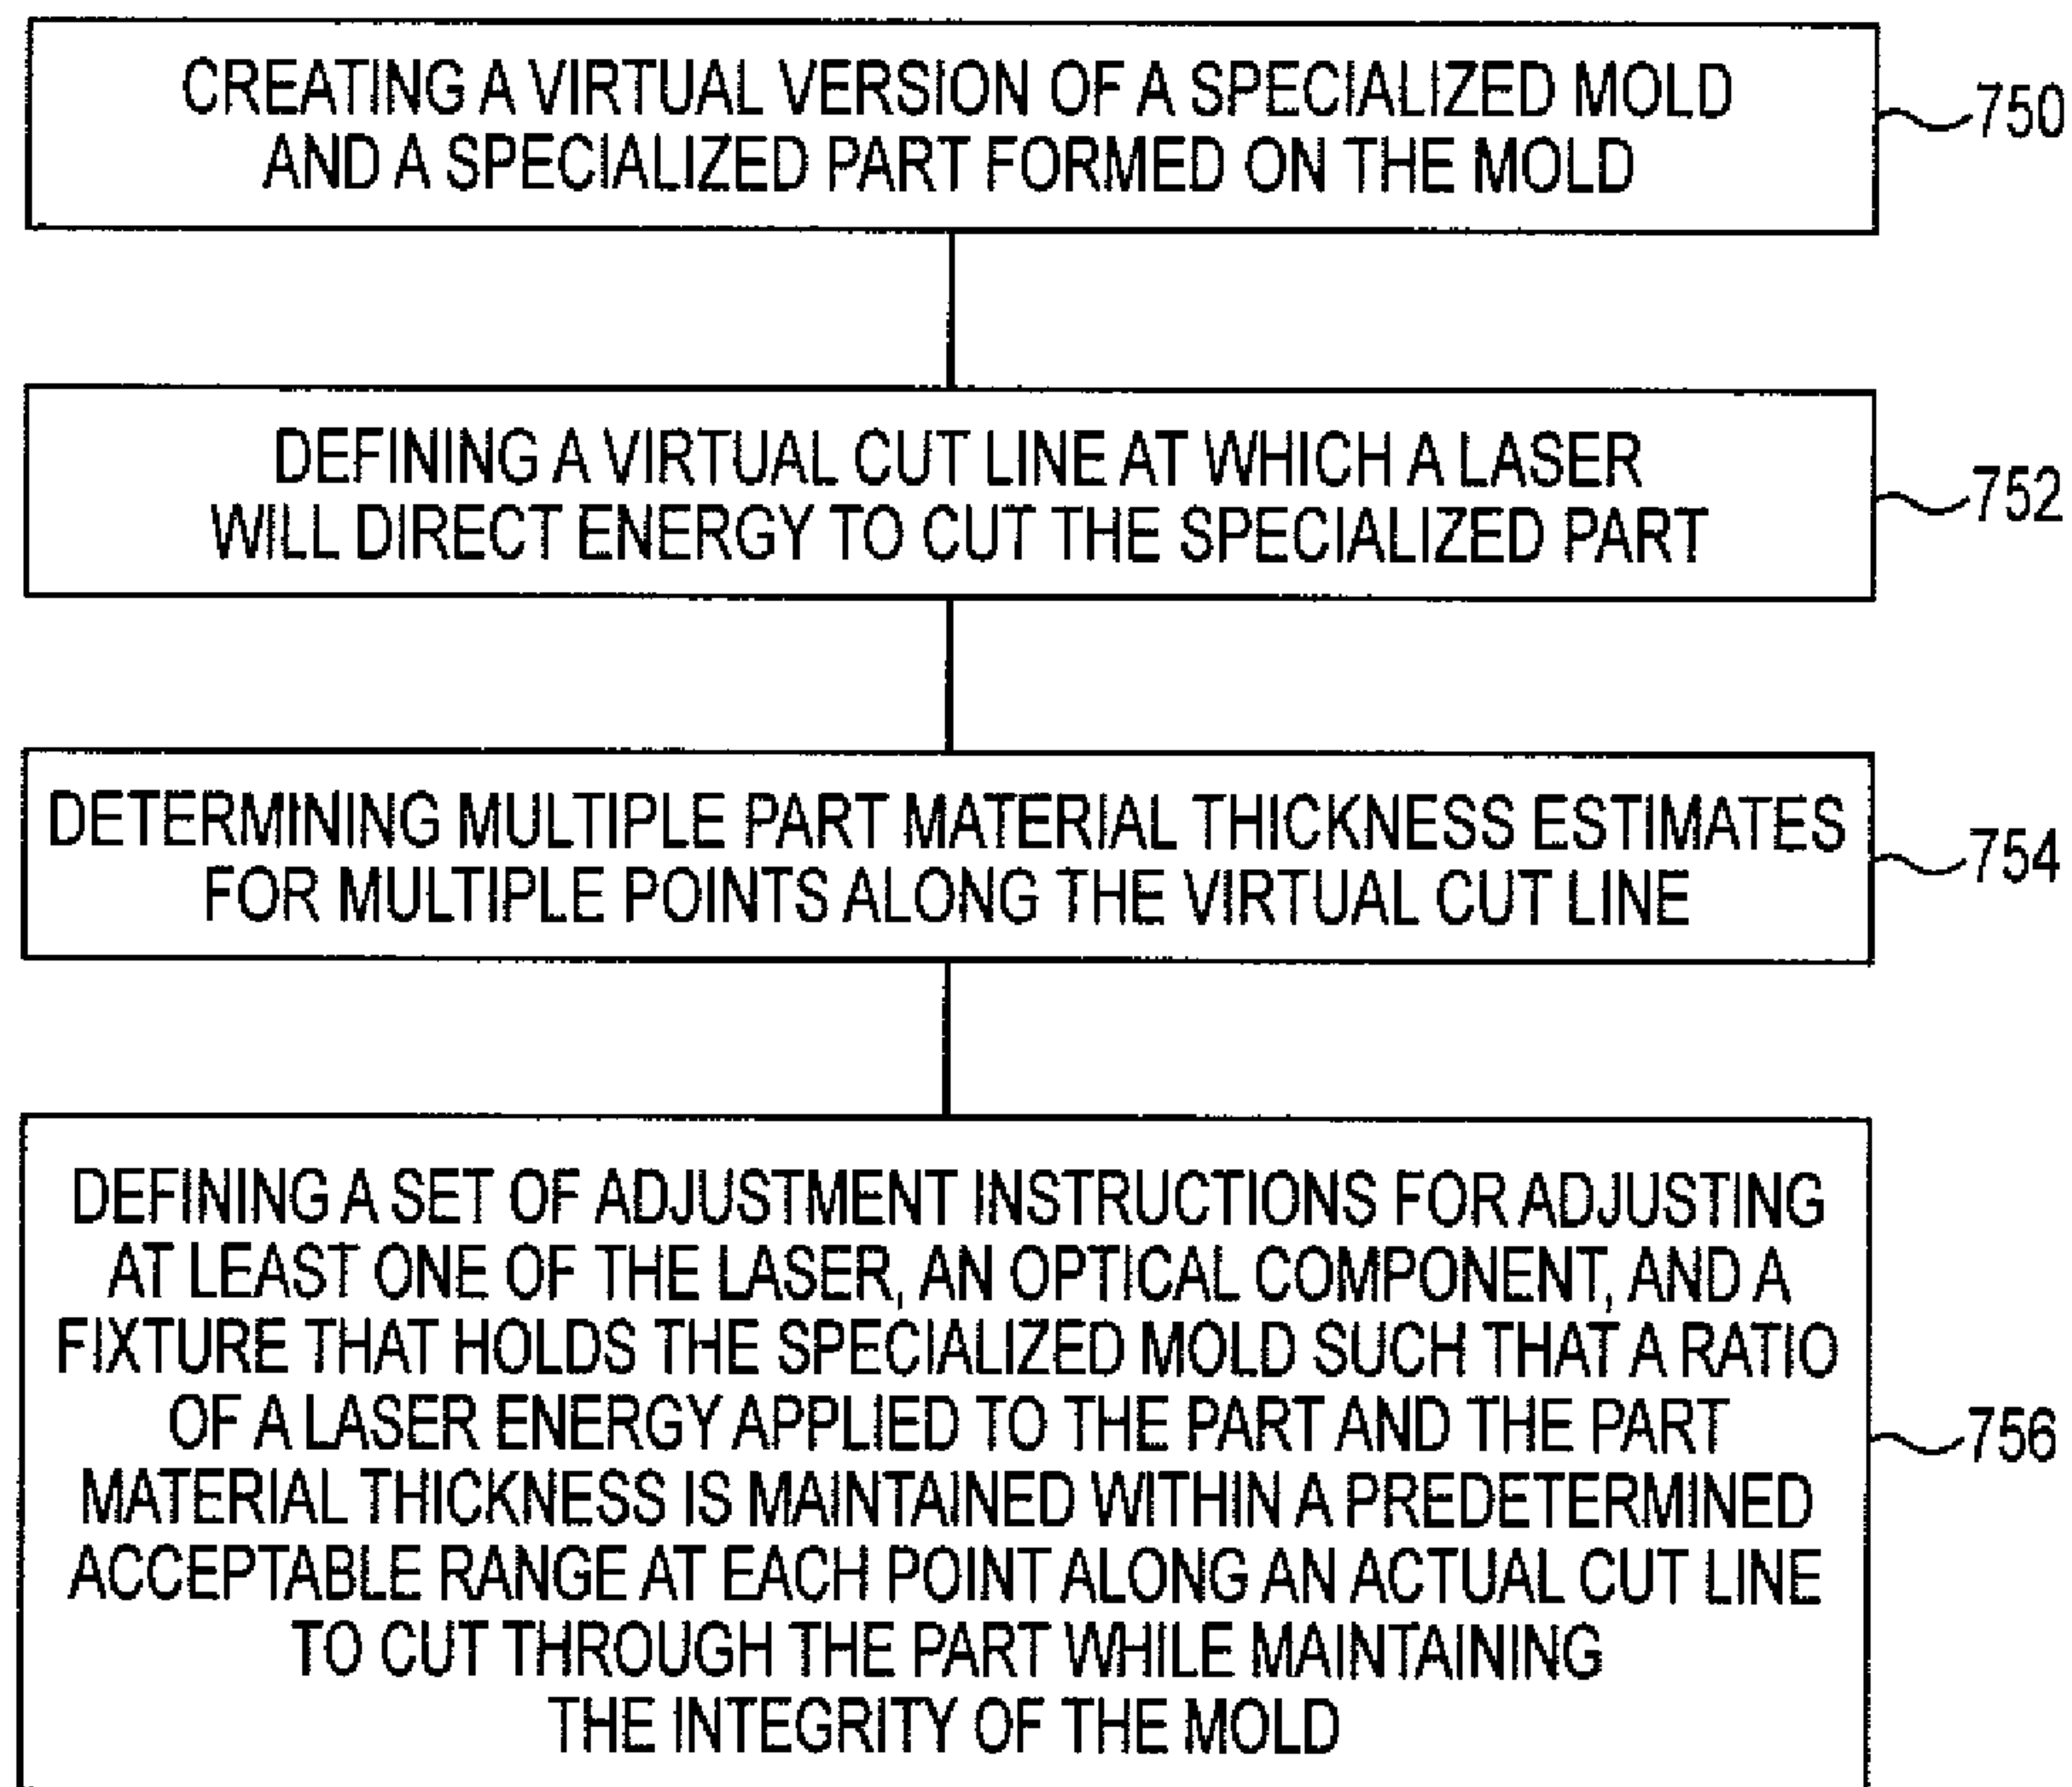 CREATING A VIRTUAL VERSION OF A SPECIALIZED MOLD
AND A SPECIALIZED PART FORMED ON THE MOLD
750
DEFINING A VIRTUAL CUT LINE AT WHICH A LASER
WILL DIRECT ENERGY TO CUT THE SPECIALIZED PART
752
DETERMINING MULTIPLE PART MATERIAL THICKNESS ESTIMATES
FOR MULTIPLE POINTS ALONG THE VIRTUAL CUT LINE
754
DEFINING A SET OF ADJUSTMENT INSTRUCTIONS FOR ADJUSTING
AT LEAST ONE OF THE LASER, AN OPTICAL COMPONENT, AND A
FIXTURE THAT HOLDS THE SPECIALIZED MOLD SUCH THAT A RATIO
OF A LASER ENERGY APPLIED TO THE PART AND THE PART
MATERIAL THICKNESS IS MAINTAINED WITHIN A PREDETERMINED
ACCEPTABLE RANGE AT EACH POINT ALONG AN ACTUAL CUT LINE
TO CUT THROUGH THE PART WHILE MAINTAINING
THE INTEGRITY OF THE MOLD
756